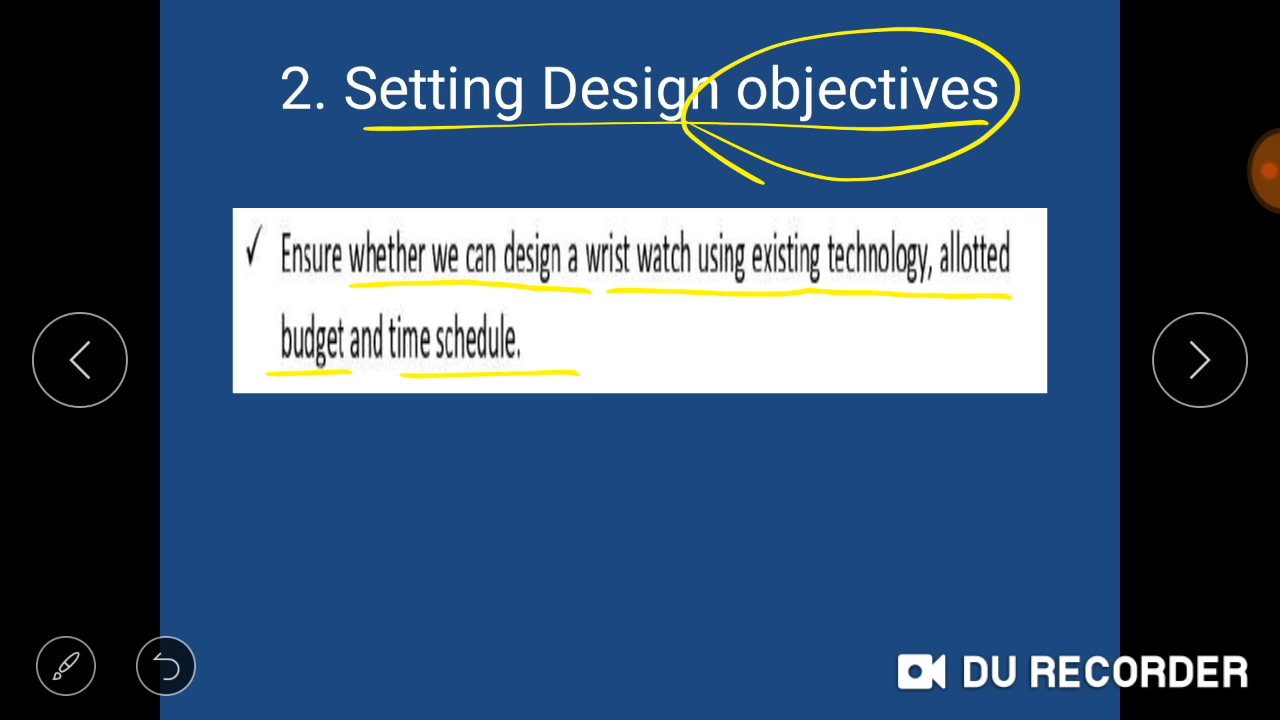 2. Setting Design objectives
✓ Ensure whether we can design a wrist watch using existing technology, allotted
budget and time schedule.
DU RECORDER